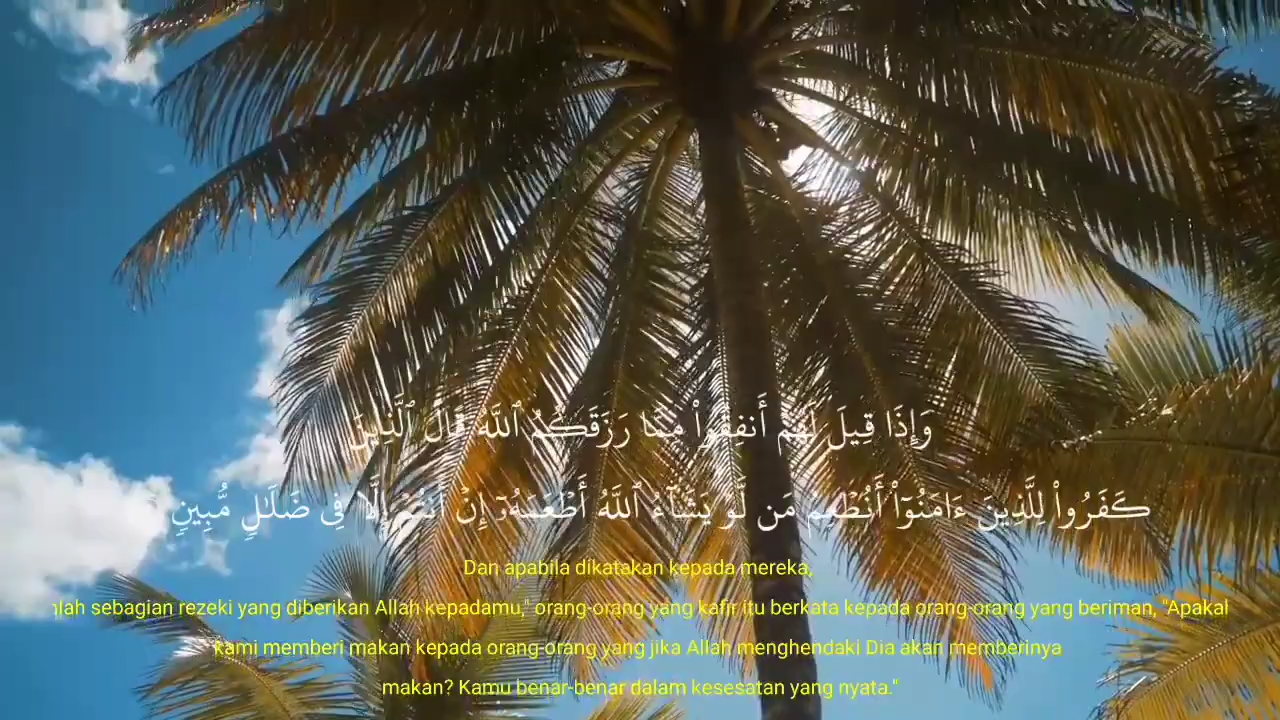 وَإِذَا قِيلَ لَهُمْ أَنفِقُوا۟ مِمَّا رَزَقَكُمُ ٱللَّهُ قَالَ ٱلَّذِينَ
كَفَرُوا۟ لِلَّذِينَ ءَامَنُوٓا۟ أَنُطْعِمُ مَن لَّوْ يَشَآءُ ٱللَّهُ أَطْعَمَهُۥٓ إِنْ أَنتُمْ إِلَّا فِى ضَلَٰلٍ مُّبِينٍ
Dan apabila dikatakan kepada mereka,
lah sebagian rezeki yang diberikan Allah kepadamu," orang-orang yang kafir itu berkata kepada orang-orang yang beriman, "Apakal
kami memberi makan kepada orang-orang yang jika Allah menghendaki Dia akan memberinya
makan? Kamu benar-benar dalam kesesatan yang nyata."